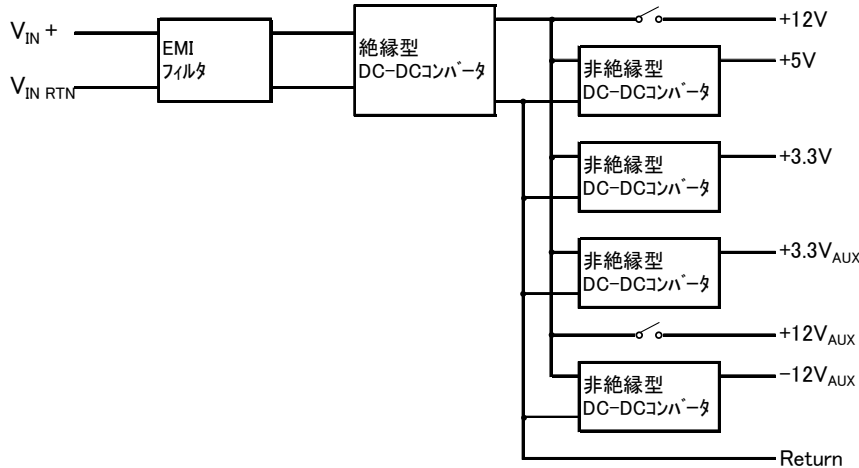 V_IN +
V_IN RTN
EMI
フィルタ
絶縁型
DC-DCコンバータ
+12V
非絶縁型
DC-DCコンバータ
+5V
非絶縁型
DC-DCコンバータ
+3.3V
非絶縁型
DC-DCコンバータ
+3.3V_AUX
+12V_AUX
非絶縁型
DC-DCコンバータ
-12V_AUX
Return